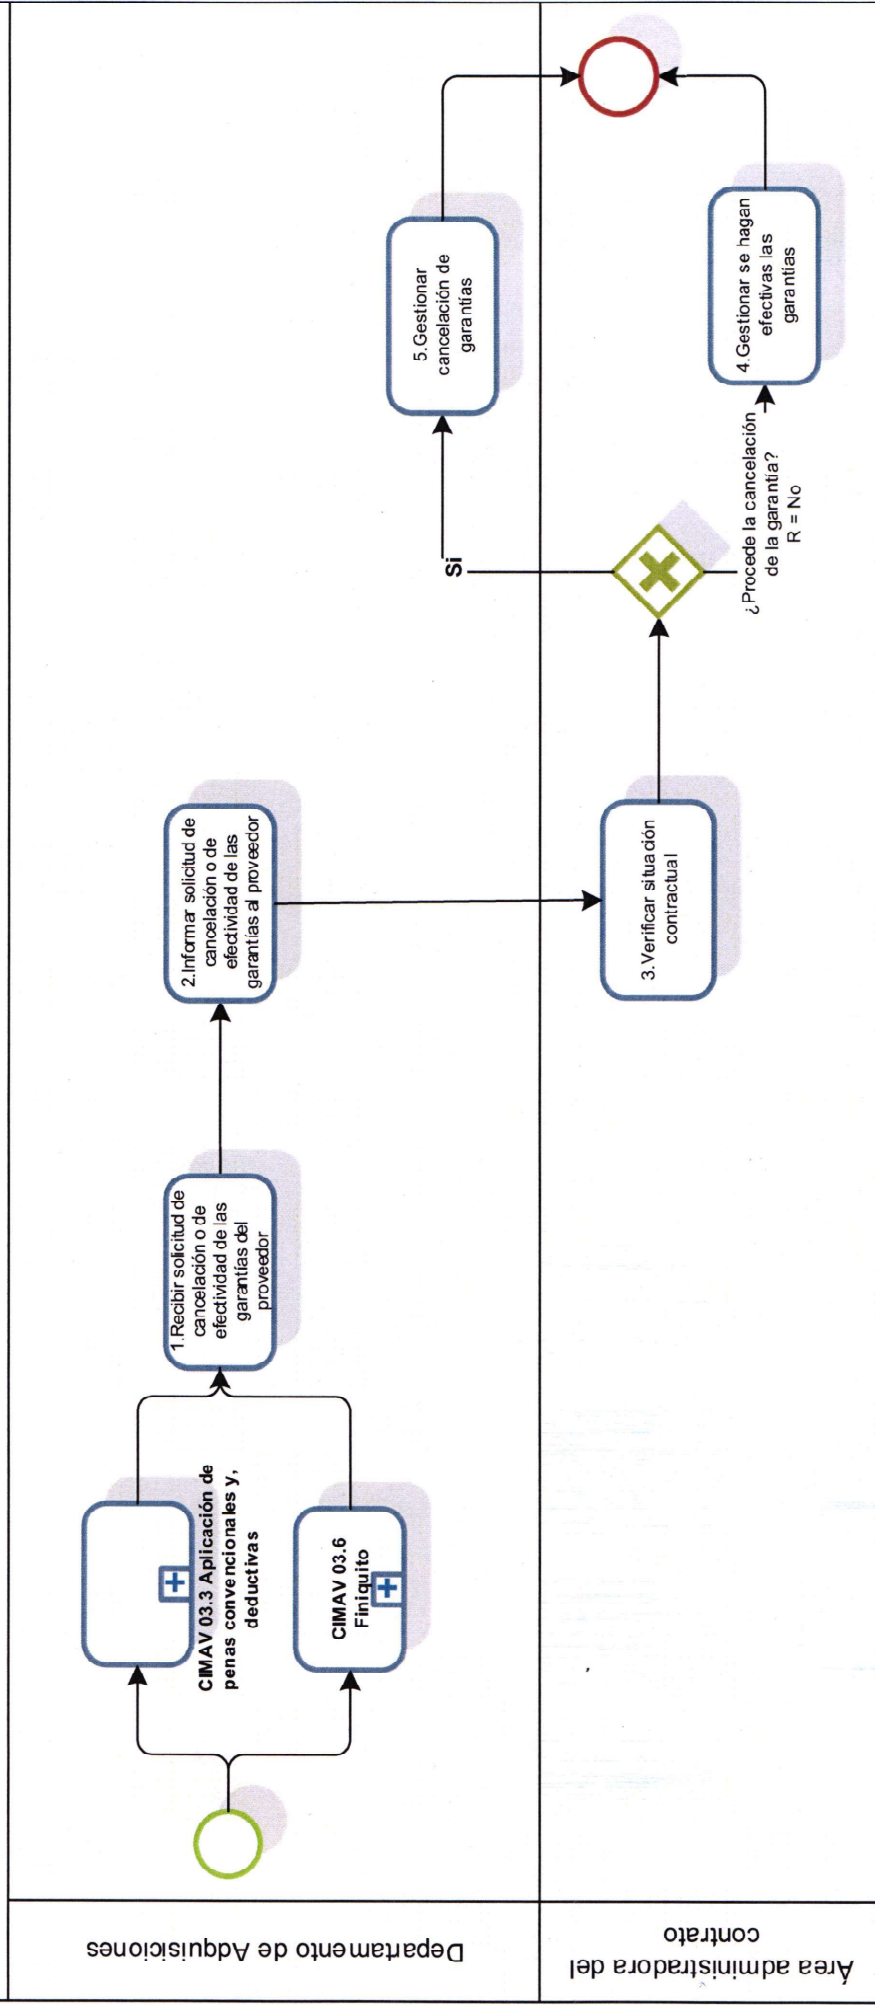 Departamento de Adquisiciones
CIMAV 03.3 Aplicación de
penas convencionales y,
deductivas
CIMAV 03.6
Finiquito
1.Recibir solicitud de
cancelación o de
efectividad de las
garantías del
proveedor
2.Informar solicitud de
cancelación o de
efectividad de las
garantías al proveedor
5.Gestionar
cancelación de
garantías
Si
Área administradora del
contrato
3.Verificar situación
contractual
¿Procede la cancelación
de la garantía?
R = No
4.Gestionar se hagan
efectivas las
garantías